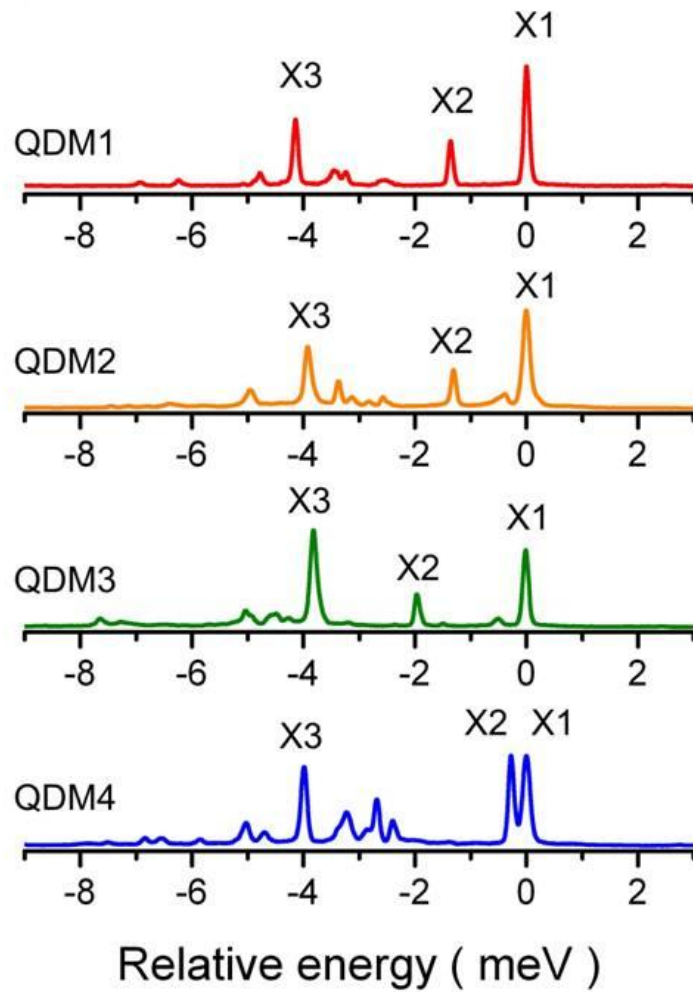 X1
X3
X2
QDM1
-8 -6 -4 -2 0 2
X1
X3
X2
QDM2
-8 -6 -4 -2 0 2
X3
X1
X2
QDM3
-8 -6 -4 -2 0 2
X2 X1
X3
QDM4
-8 -6 -4 -2 0 2
Relative energy ( meV )